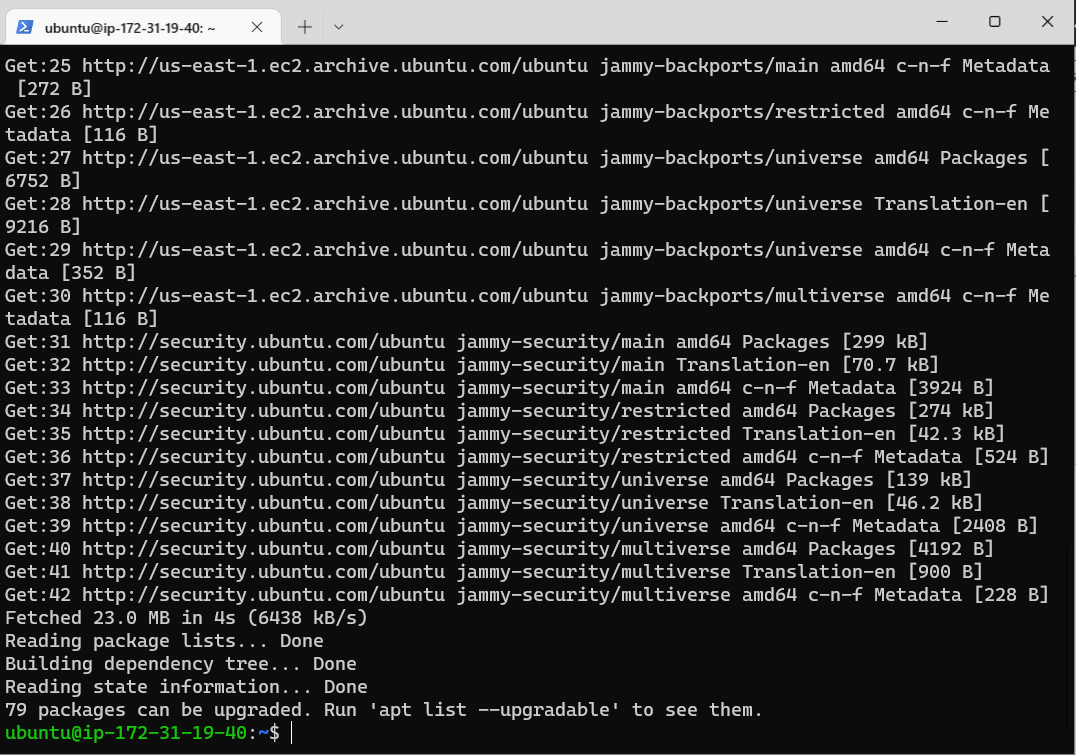 ubuntu@ip-172-31-19-40: ~
Get:25 http://us-east-1.ec2.archive.ubuntu.com/ubuntu jammy-backports/main amd64 c-n-f Metadata
 [272 B]
Get:26 http://us-east-1.ec2.archive.ubuntu.com/ubuntu jammy-backports/restricted amd64 c-n-f Me
tadata [116 B]
Get:27 http://us-east-1.ec2.archive.ubuntu.com/ubuntu jammy-backports/universe amd64 Packages [
6752 B]
Get:28 http://us-east-1.ec2.archive.ubuntu.com/ubuntu jammy-backports/universe Translation-en [
9216 B]
Get:29 http://us-east-1.ec2.archive.ubuntu.com/ubuntu jammy-backports/universe amd64 c-n-f Meta
data [352 B]
Get:30 http://us-east-1.ec2.archive.ubuntu.com/ubuntu jammy-backports/multiverse amd64 c-n-f Me
tadata [116 B]
Get:31 http://security.ubuntu.com/ubuntu jammy-security/main amd64 Packages [299 kB]
Get:32 http://security.ubuntu.com/ubuntu jammy-security/main Translation-en [70.7 kB]
Get:33 http://security.ubuntu.com/ubuntu jammy-security/main amd64 c-n-f Metadata [3924 B]
Get:34 http://security.ubuntu.com/ubuntu jammy-security/restricted amd64 Packages [274 kB]
Get:35 http://security.ubuntu.com/ubuntu jammy-security/restricted Translation-en [42.3 kB]
Get:36 http://security.ubuntu.com/ubuntu jammy-security/restricted amd64 c-n-f Metadata [524 B]
Get:37 http://security.ubuntu.com/ubuntu jammy-security/universe amd64 Packages [139 kB]
Get:38 http://security.ubuntu.com/ubuntu jammy-security/universe Translation-en [46.2 kB]
Get:39 http://security.ubuntu.com/ubuntu jammy-security/universe amd64 c-n-f Metadata [2408 B]
Get:40 http://security.ubuntu.com/ubuntu jammy-security/multiverse amd64 Packages [4192 B]
Get:41 http://security.ubuntu.com/ubuntu jammy-security/multiverse Translation-en [900 B]
Get:42 http://security.ubuntu.com/ubuntu jammy-security/multiverse amd64 c-n-f Metadata [228 B]
Fetched 23.0 MB in 4s (6438 kB/s)
Reading package lists... Done
Building dependency tree... Done
Reading state information... Done
79 packages can be upgraded. Run 'apt list --upgradable' to see them.
ubuntu@ip-172-31-19-40:~$